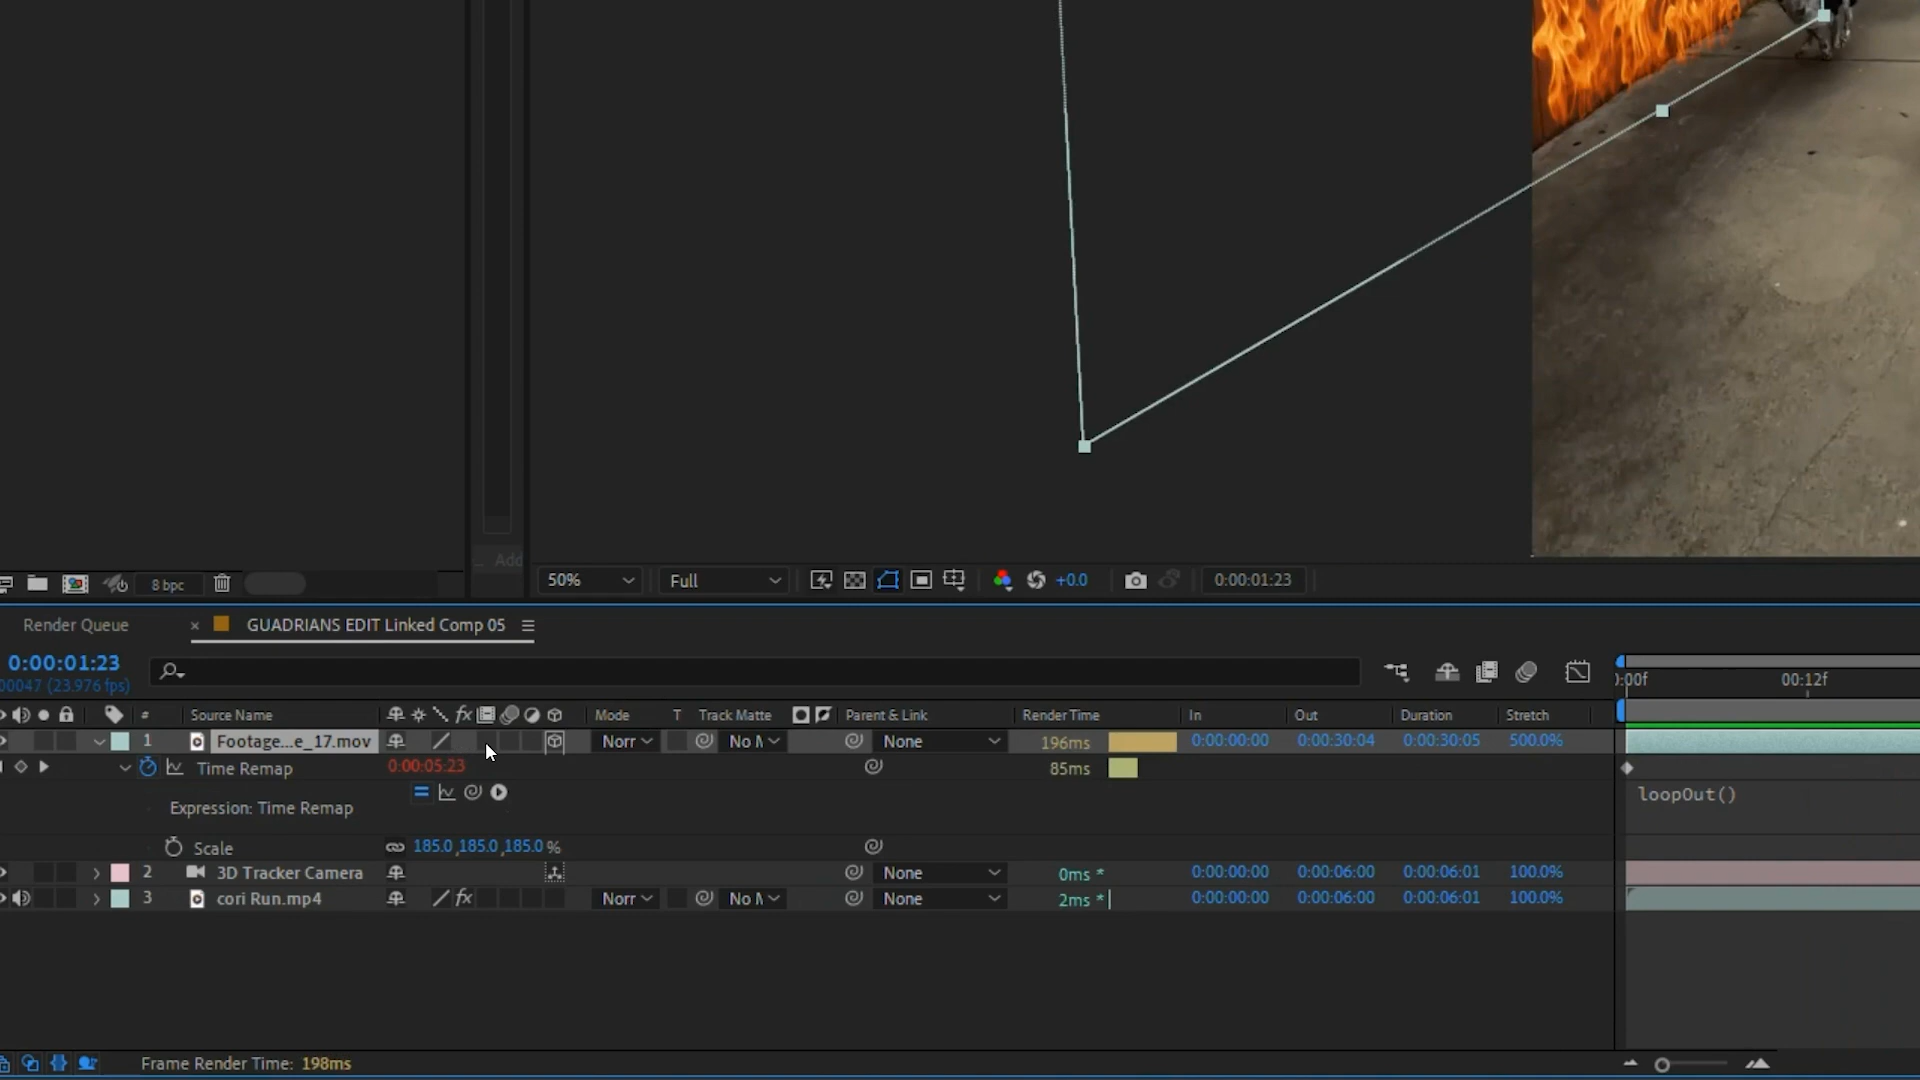 Add
8 bpc
50%
Full
+0.0
0:00:01:23
Render Queue
× GUADRIANS EDIT Linked Comp 05
0:00:01:23
00047 (23.976 fps)
):00f 00:12f
# Source Name fx Mode T Track Matte Parent & Link Render Time In Out Duration Stretch
1 Footage...e_17.mov Norr No M None 196ms 0:00:00:00 0:00:30:04 0:00:30:05 500.0%
Time Remap 0:00:05:23 85ms
Expression: Time Remap loopOut()
Scale 185.0,185.0,185.0 %
2 3D Tracker Camera None 0ms * 0:00:00:00 0:00:06:00 0:00:06:01 100.0%
3 cori Run.mp4 fx Norr No M None 2ms * 0:00:00:00 0:00:06:00 0:00:06:01 100.0%
Frame Render Time: 198ms